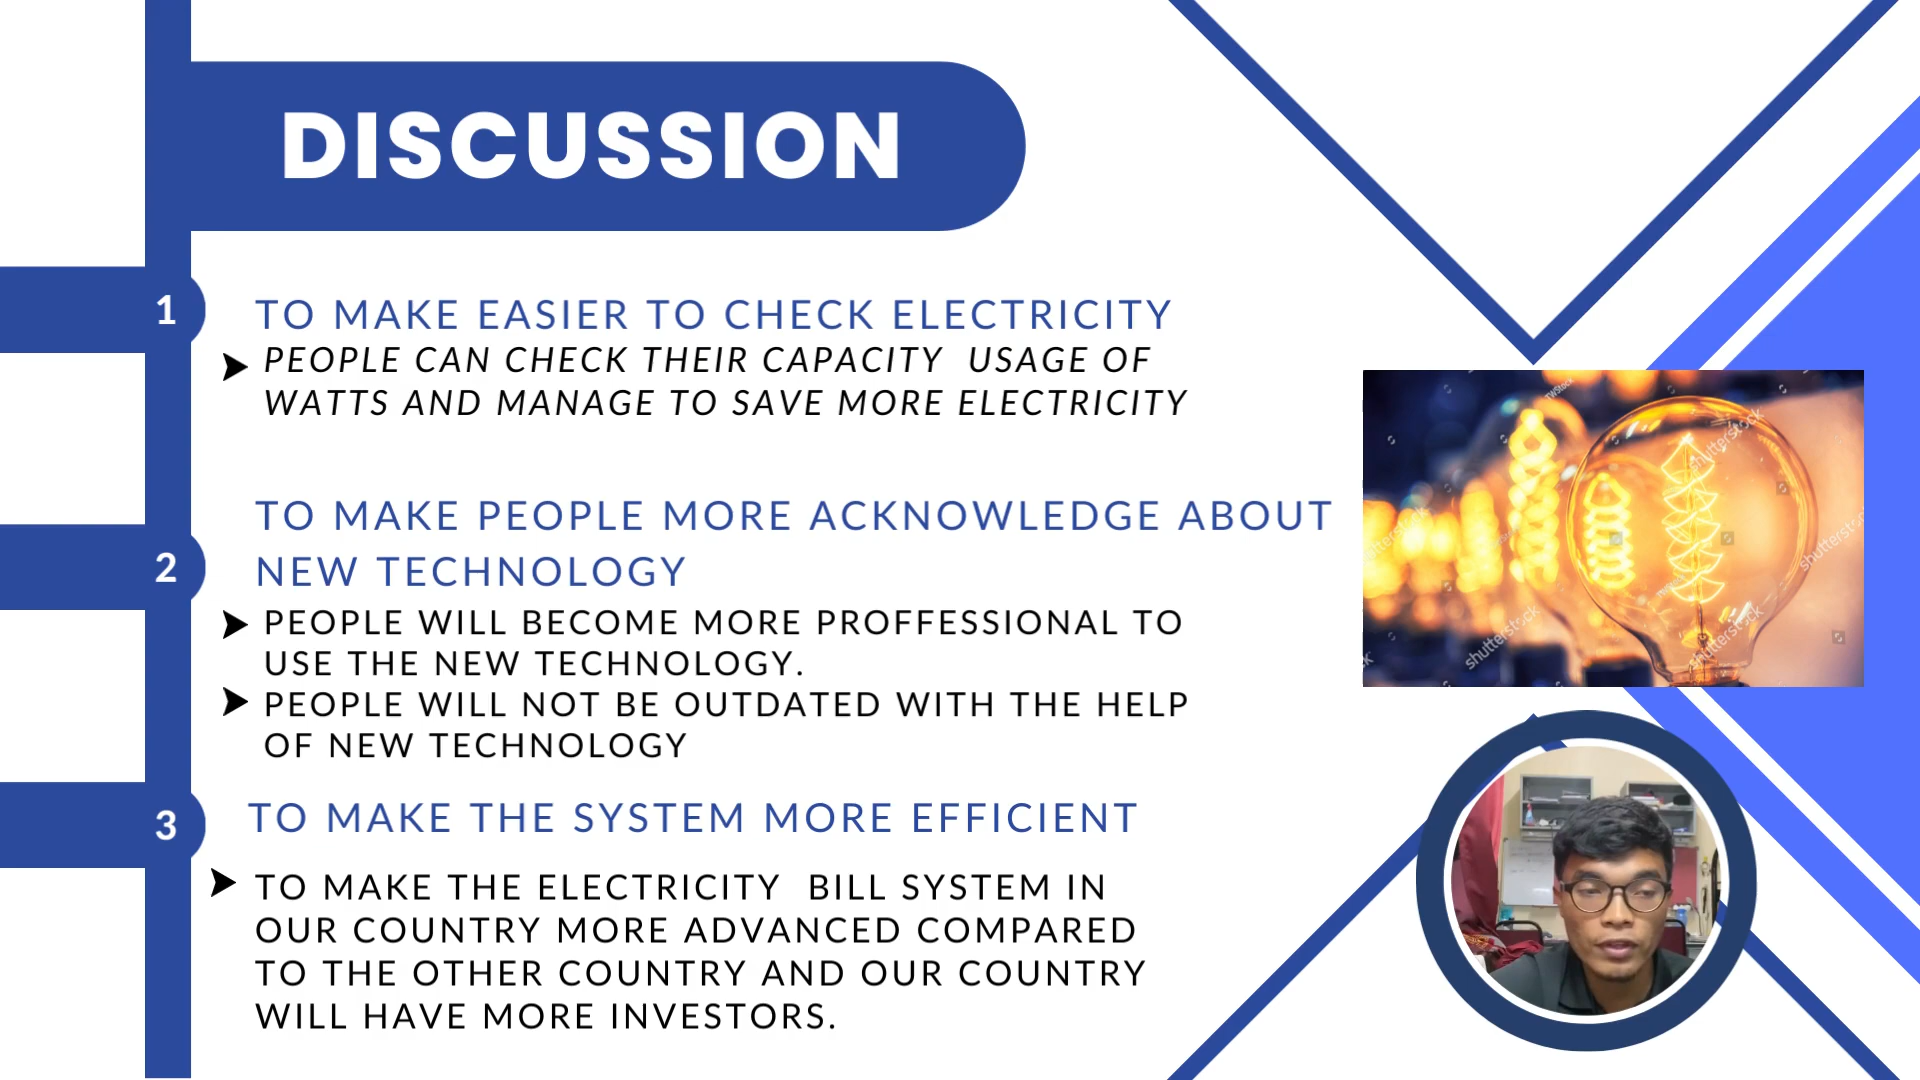 DISCUSSION
1
TO MAKE EASIER TO CHECK ELECTRICITY
PEOPLE CAN CHECK THEIR CAPACITY USAGE OF
WATTS AND MANAGE TO SAVE MORE ELECTRICITY
2
TO MAKE PEOPLE MORE ACKNOWLEDGE ABOUT
NEW TECHNOLOGY
PEOPLE WILL BECOME MORE PROFFESSIONAL TO
USE THE NEW TECHNOLOGY.
PEOPLE WILL NOT BE OUTDATED WITH THE HELP
OF NEW TECHNOLOGY
3
TO MAKE THE SYSTEM MORE EFFICIENT
TO MAKE THE ELECTRICITY BILL SYSTEM IN
OUR COUNTRY MORE ADVANCED COMPARED
TO THE OTHER COUNTRY AND OUR COUNTRY
WILL HAVE MORE INVESTORS.
shutterstock
shutterstock
shutterstock